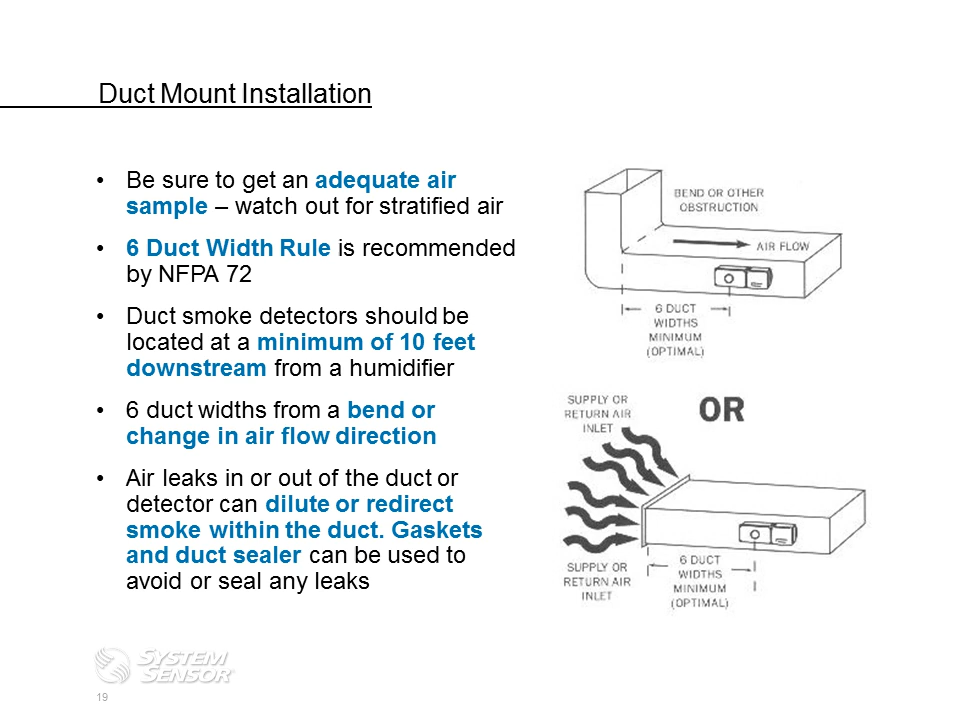 Duct Mount Installation
• Be sure to get an adequate air
sample – watch out for stratified air
• 6 Duct Width Rule is recommended
by NFPA 72
• Duct smoke detectors should be
located at a minimum of 10 feet
downstream from a humidifier
• 6 duct widths from a bend or
change in air flow direction
• Air leaks in or out of the duct or
detector can dilute or redirect
smoke within the duct. Gaskets
and duct sealer can be used to
avoid or seal any leaks
BEND OR OTHER
OBSTRUCTION
AIR FLOW
6 DUCT
WIDTHS
MINIMUM
(OPTIMAL)
SUPPLY OR
RETURN AIR
INLET
OR
SUPPLY OR
RETURN AIR
INLET
6 DUCT
WIDTHS
MINIMUM
(OPTIMAL)
SYSTEM
SENSOR
19